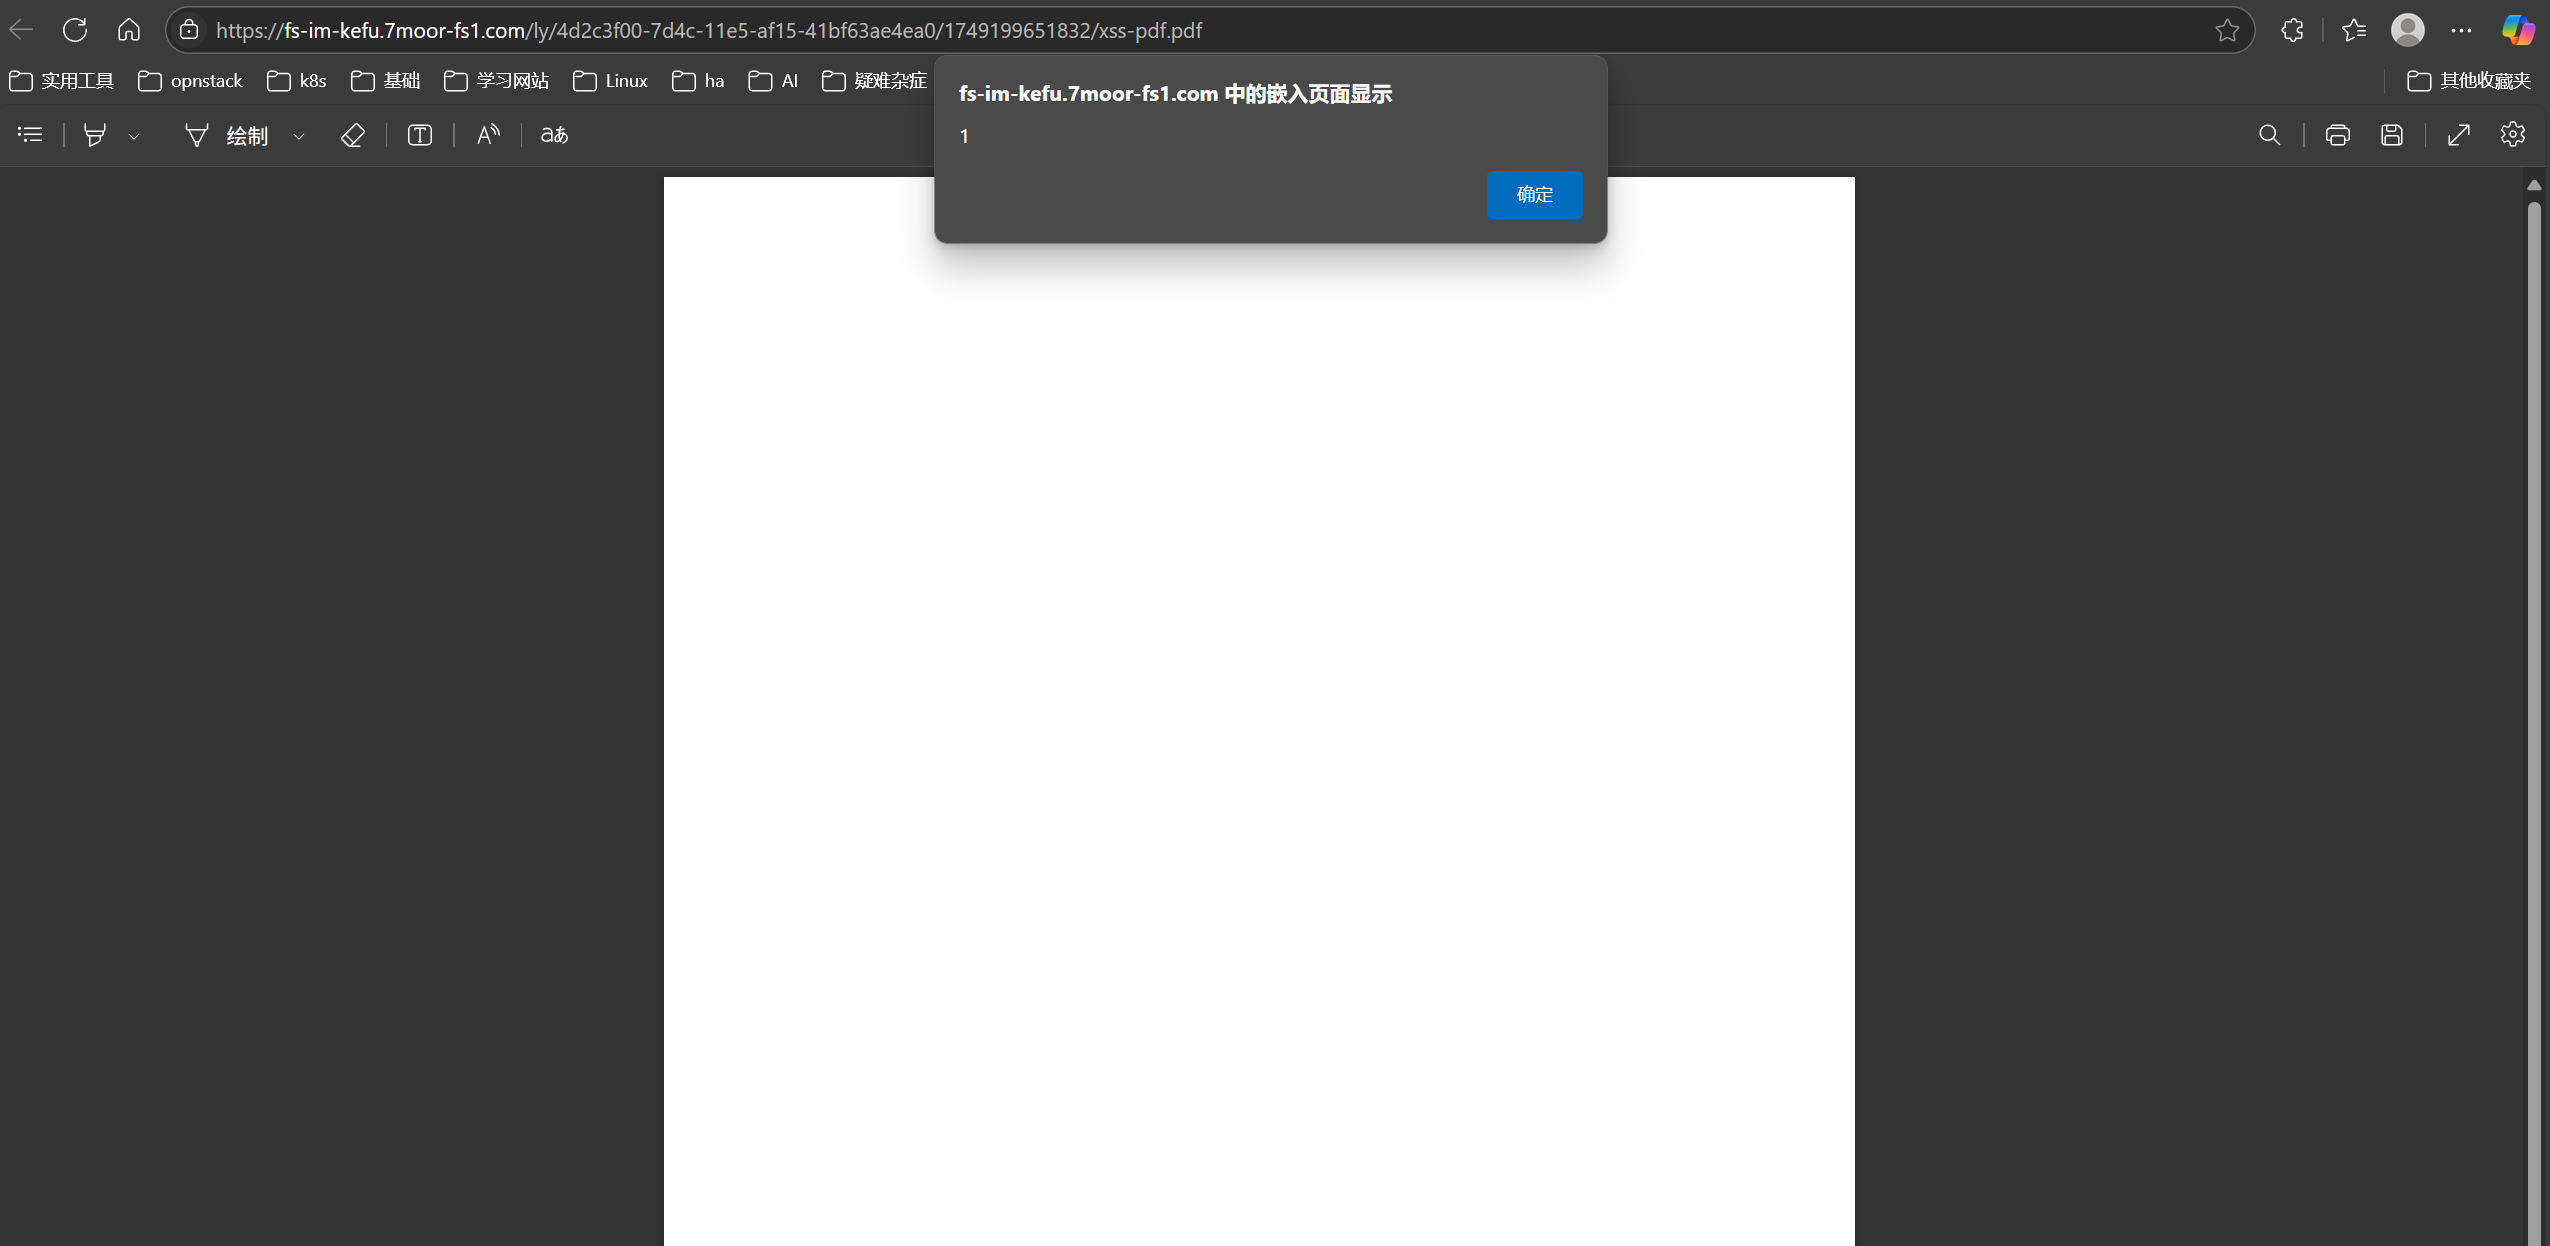 https://fs-im-kefu.7moor-fs1.com/ly/4d2c3f00-7d4c-11e5-af15-41bf63ae4ea0/1749199651832/xss-pdf.pdf
实用工具 opnstack k8s 基础 学习网站 Linux ha AI 疑难杂症 其他收藏夹
fs-im-kefu.7moor-fs1.com 中的嵌入页面显示
1
确定
绘制 T A aあ